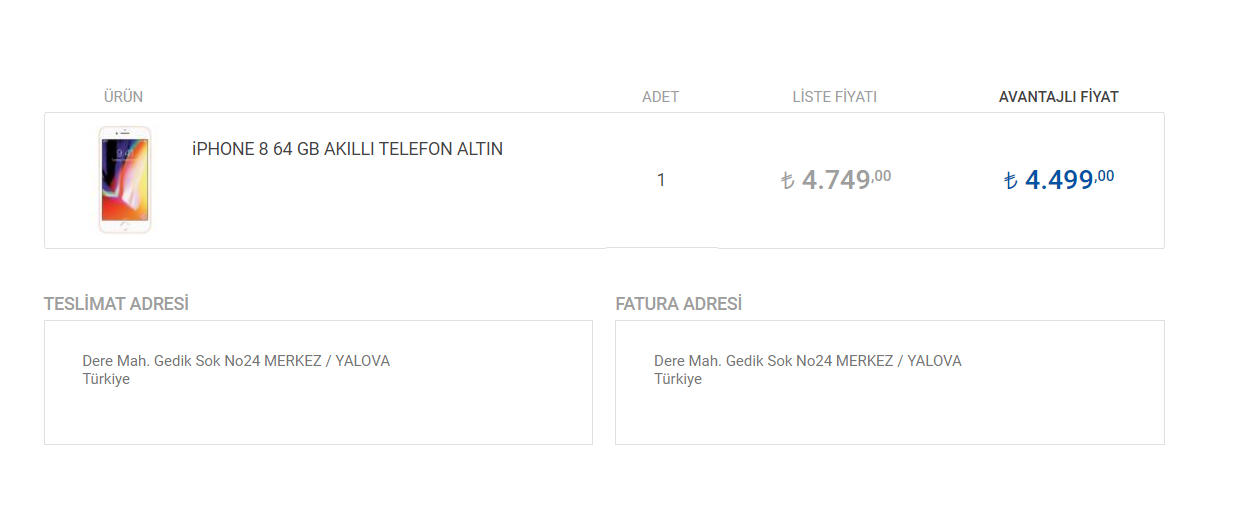 ÜRÜN ADET LİSTE FİYATI AVANTAJLI FİYAT
9:41
iPHONE 8 64 GB AKILLI TELEFON ALTIN
1 ₺ 4.749,00 ₺ 4.499,00
TESLİMAT ADRESİ
Dere Mah. Gedik Sok No24 MERKEZ / YALOVA
Türkiye
FATURA ADRESİ
Dere Mah. Gedik Sok No24 MERKEZ / YALOVA
Türkiye